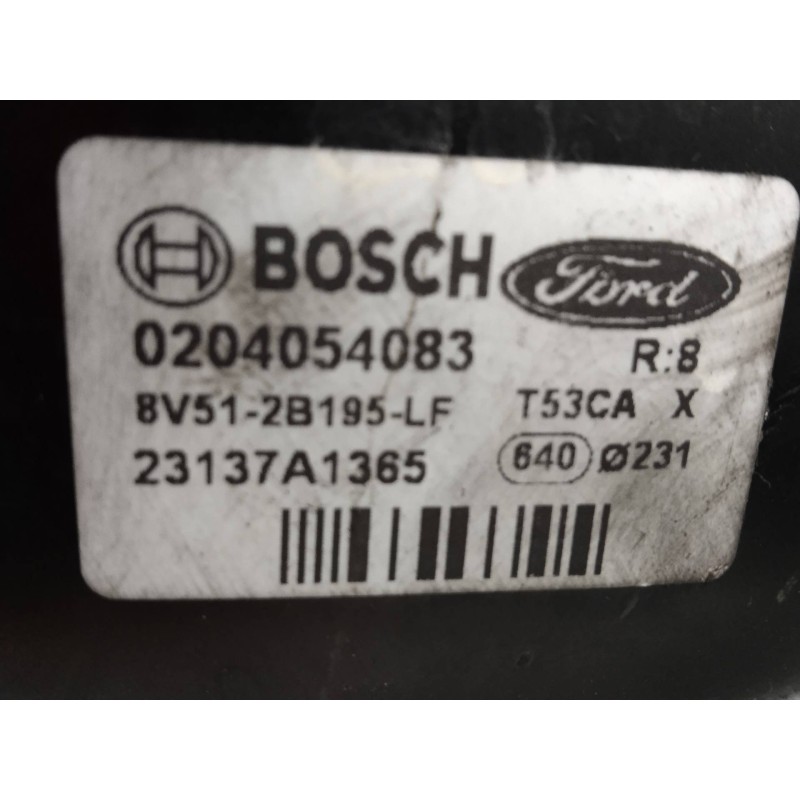 BOSCH Ford
0204054083 R:8
8V51-2B195-LF T53CA X
23137A1365 640 Ø231